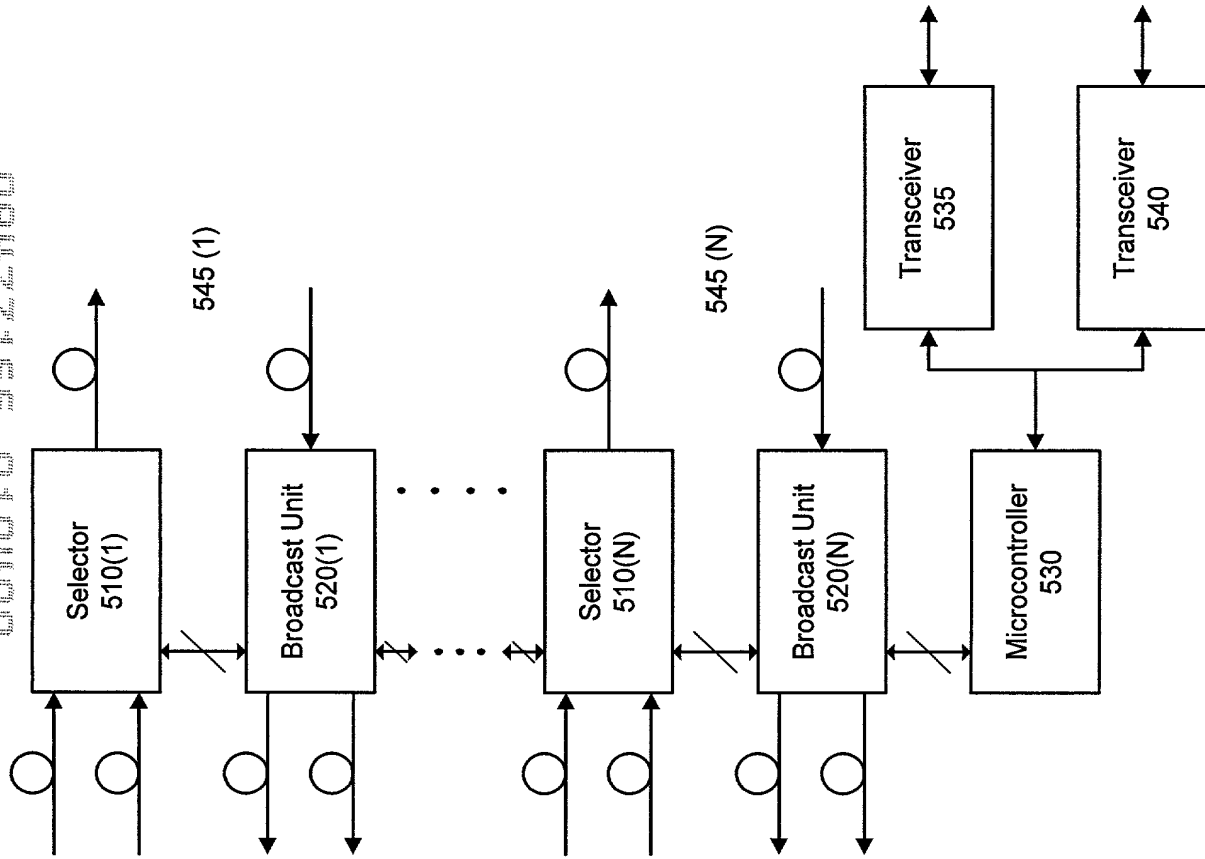 Selector
510(1)
545 (1)
Broadcast Unit
520(1)
Selector
510(N)
545 (N)
Broadcast Unit
520(N)
Microcontroller
530
Transceiver
535
Transceiver
540